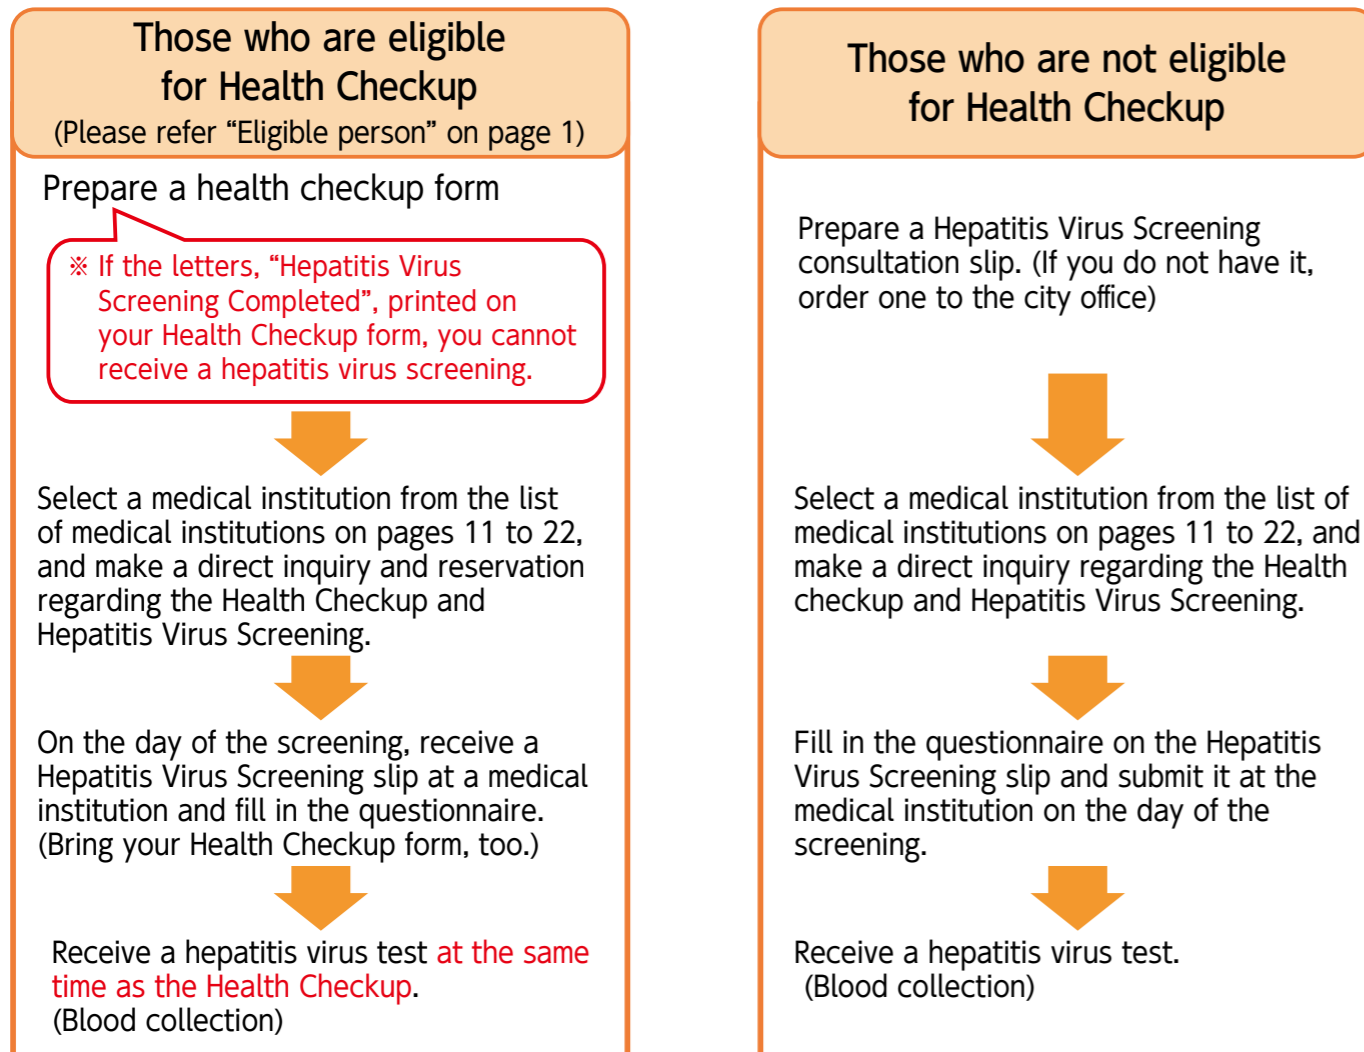 Those who are eligible
for Health Checkup
(Please refer “Eligible person” on page 1)
Prepare a health checkup form
※ If the letters, “Hepatitis Virus
Screening Completed”, printed on
your Health Checkup form, you cannot
receive a hepatitis virus screening.
Select a medical institution from the list
of medical institutions on pages 11 to 22,
and make a direct inquiry and reservation
regarding the Health Checkup and
Hepatitis Virus Screening.
On the day of the screening, receive a
Hepatitis Virus Screening slip at a medical
institution and fill in the questionnaire.
(Bring your Health Checkup form, too.)
Receive a hepatitis virus test at the same
time as the Health Checkup.
(Blood collection)
Those who are not eligible
for Health Checkup
Prepare a Hepatitis Virus Screening
consultation slip. (If you do not have it,
order one to the city office)
Select a medical institution from the list of
medical institutions on pages 11 to 22, and
make a direct inquiry regarding the Health
checkup and Hepatitis Virus Screening.
Fill in the questionnaire on the Hepatitis
Virus Screening slip and submit it at the
medical institution on the day of the
screening.
Receive a hepatitis virus test.
(Blood collection)